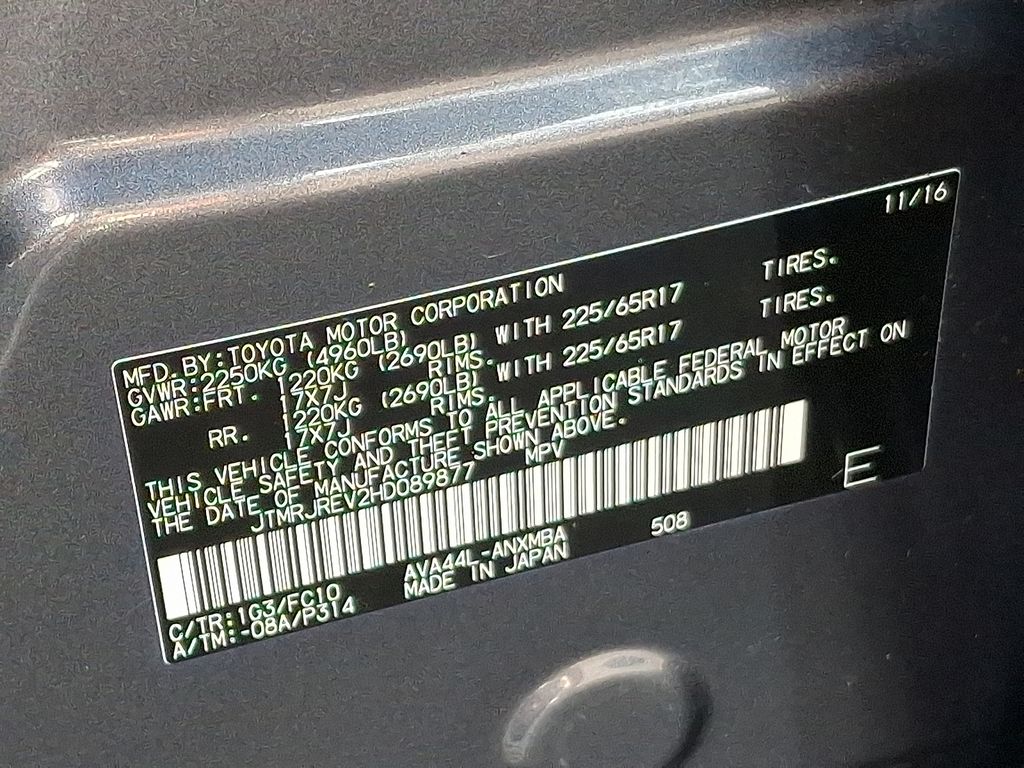 11/16
MFD. BY: TOYOTA MOTOR CORPORATION
GVWR: 2250KG (4960LB)
GAWR: FRT. 1220KG (2690LB) WITH 225/65R17 TIRES.
17X7J RIMS.
RR. 1220KG (2690LB) WITH 225/65R17 TIRES.
17X7J RIMS.
THIS VEHICLE CONFORMS TO ALL APPLICABLE FEDERAL MOTOR
VEHICLE SAFETY AND THEFT PREVENTION STANDARDS IN EFFECT ON
THE DATE OF MANUFACTURE SHOWN ABOVE.
JTMRJREV2HD089877 MPV
E
C/TR: 1G3/FC10 AVA44L-ANXMBA 508
A/TM: -08A/P314 MADE IN JAPAN